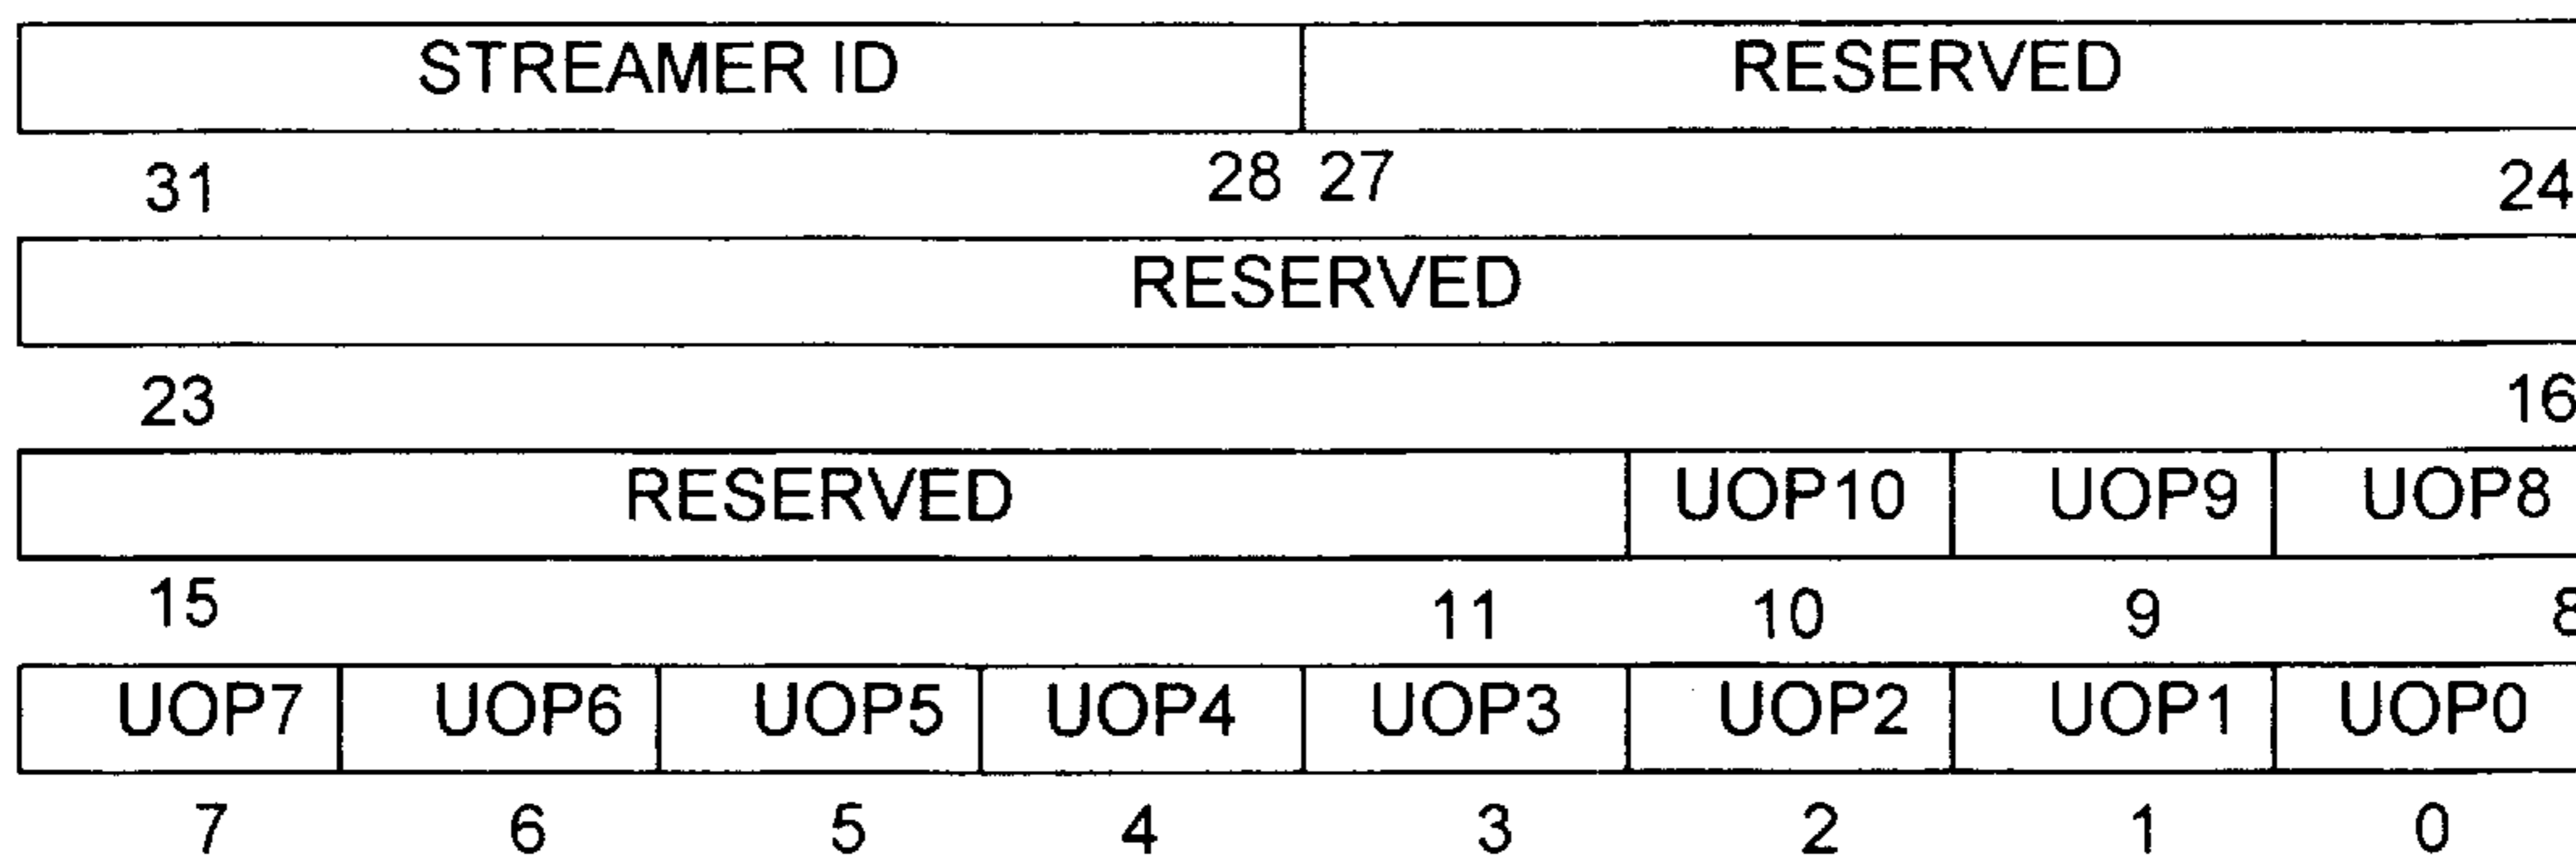 STREAMER ID RESERVED
31 28 27 24
RESERVED
23 16
RESERVED UOP10 UOP9 UOP8
15 11 10 9 8
UOP7 UOP6 UOP5 UOP4 UOP3 UOP2 UOP1 UOP0
7 6 5 4 3 2 1 0